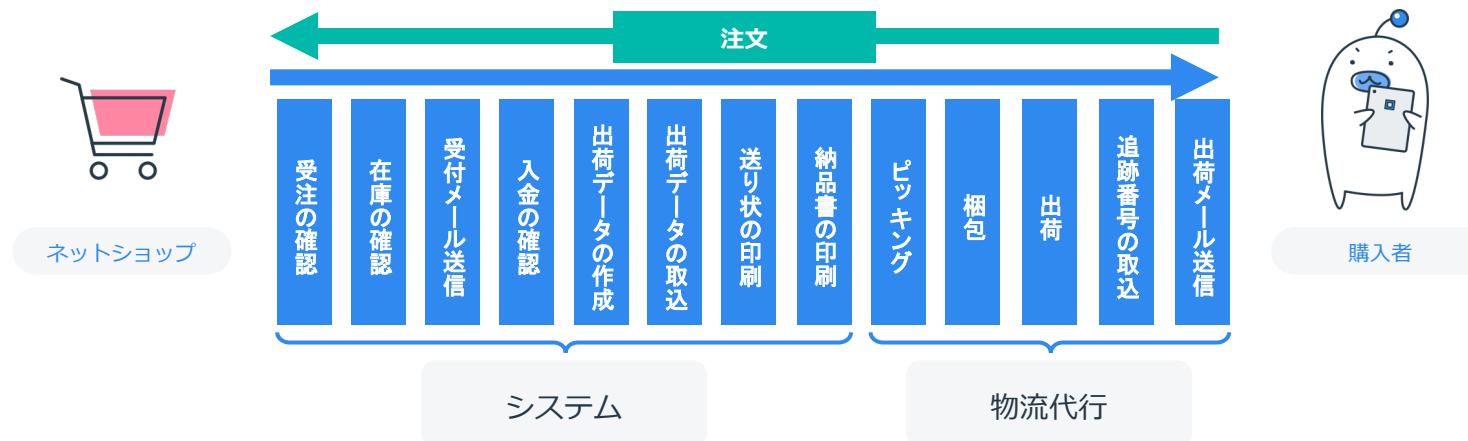 注文
受注の確認
在庫の確認
受付メール送信
入金の確認
出荷データの作成
出荷データの取込
送り状の印刷
納品書の印刷
ピッキング
梱包
出荷
追跡番号の取込
出荷メール送信
ネットショップ
購入者
システム
物流代行